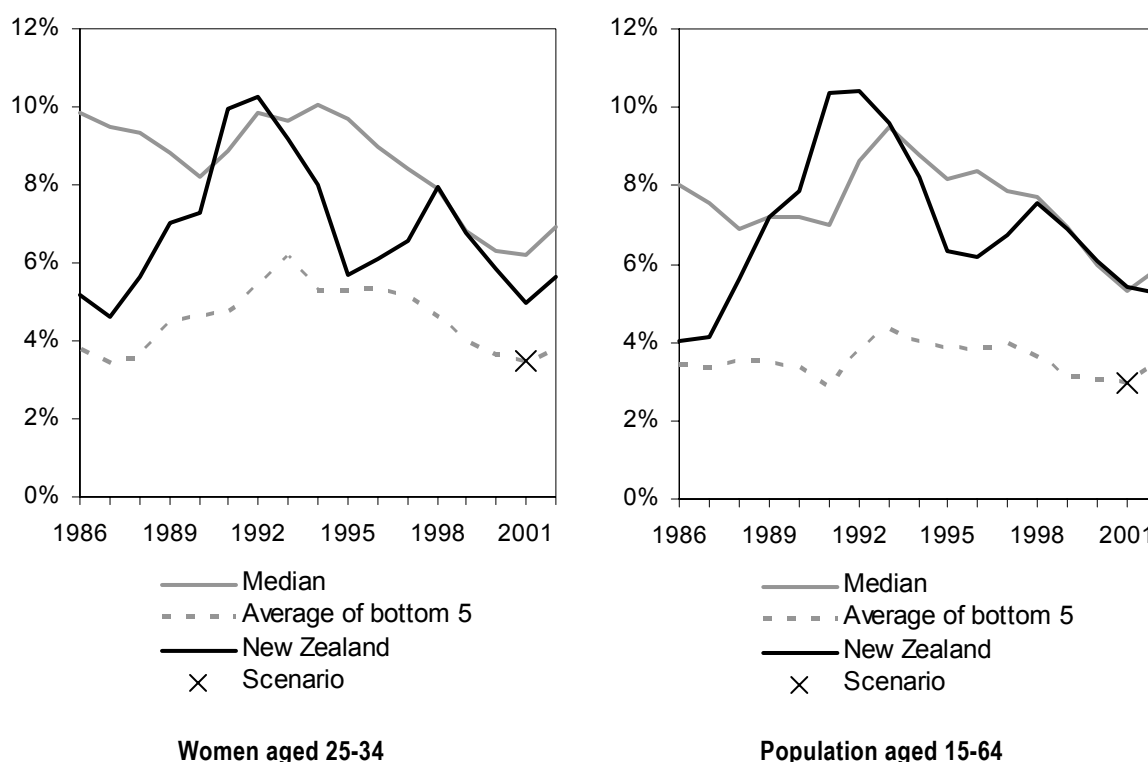 12%
10%
8%
6%
4%
2%
0%
1986 1989 1992 1995 1998 2001
Median
Average of bottom 5
New Zealand
Scenario
Women aged 25-34
12%
10%
8%
6%
4%
2%
0%
1986 1989 1992 1995 1998 2001
Median
Average of bottom 5
New Zealand
Scenario
Population aged 15-64